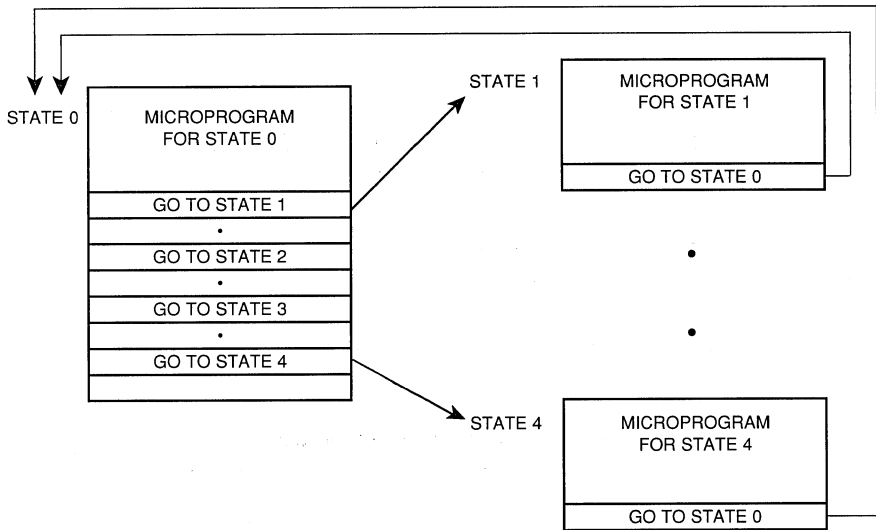 STATE 0
MICROPROGRAM
FOR STATE 0
GO TO STATE 1
•
GO TO STATE 2
•
GO TO STATE 3
•
GO TO STATE 4
STATE 1
MICROPROGRAM
FOR STATE 1
GO TO STATE 0
•
•
STATE 4
MICROPROGRAM
FOR STATE 4
GO TO STATE 0